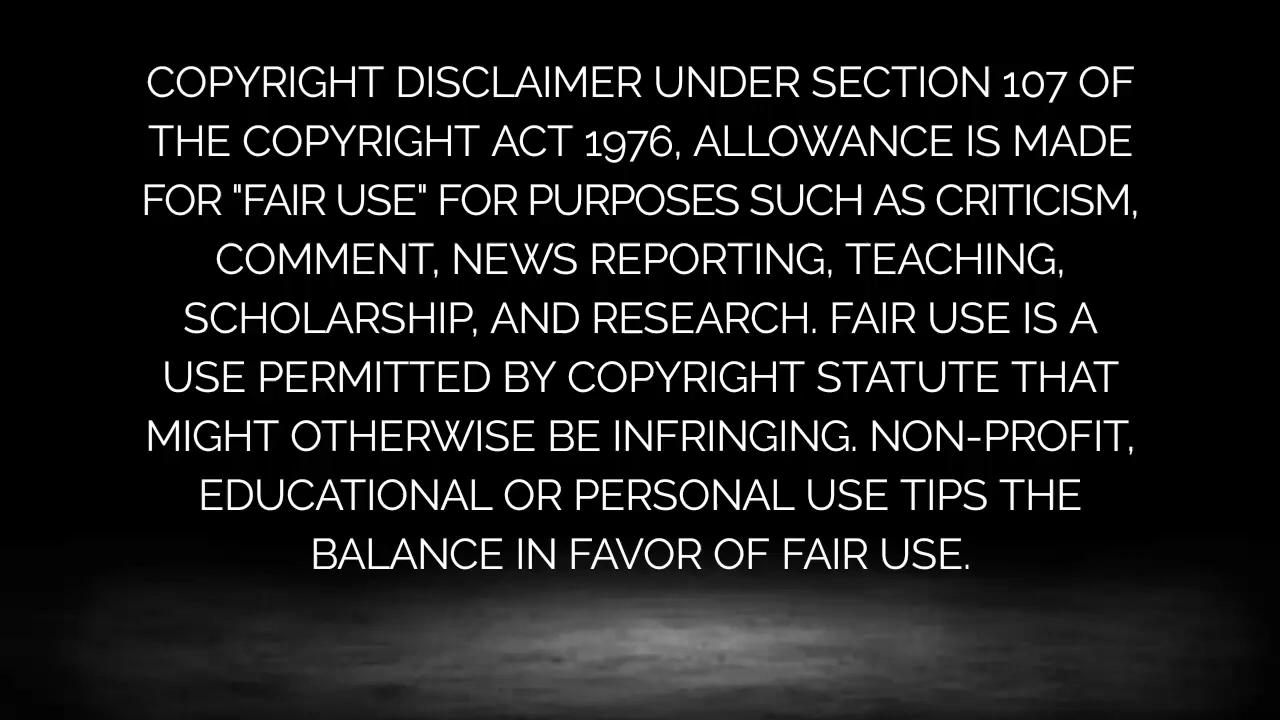 COPYRIGHT DISCLAIMER UNDER SECTION 107 OF
THE COPYRIGHT ACT 1976, ALLOWANCE IS MADE
FOR "FAIR USE" FOR PURPOSES SUCH AS CRITICISM,
COMMENT, NEWS REPORTING, TEACHING,
SCHOLARSHIP, AND RESEARCH. FAIR USE IS A
USE PERMITTED BY COPYRIGHT STATUTE THAT
MIGHT OTHERWISE BE INFRINGING. NON-PROFIT,
EDUCATIONAL OR PERSONAL USE TIPS THE
BALANCE IN FAVOR OF FAIR USE.